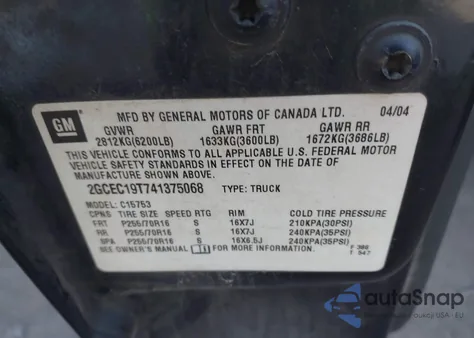 GM
MFD BY GENERAL MOTORS OF CANADA LTD. 04/04
GVWR GAWR FRT GAWR RR
2812KG(6200LB) 1633KG(3600LB) 1672KG(3686LB)
THIS VEHICLE CONFORMS TO ALL APPLICABLE U.S. FEDERAL MOTOR
VEHICLE SAFETY STANDARDS IN EFFECT ON THE DATE OF
MANUFACTURE SHOWN ABOVE.
2GCEC19T741375068 TYPE: TRUCK
MODEL: C15753
CPNS TIRE SIZE SPEED RTG RIM COLD TIRE PRESSURE
FRT P255/70R16 S 16X7J 210KPA(30PSI)
RR P255/70R16 S 16X7J 240KPA(35PSI)
SPA P255/70R16 S 16X6.5J 240KPA(35PSI)
SEE OWNER'S MANUAL FOR MORE INFORMATION.
autoSnap
USA - EU